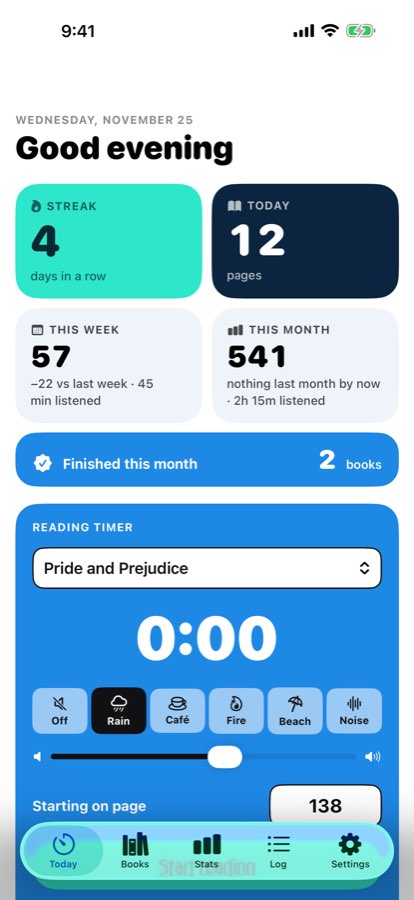 9:41
WEDNESDAY, NOVEMBER 25
Good evening
STREAK
4
days in a row
TODAY
12
pages
THIS WEEK
57
–22 vs last week · 45
min listened
THIS MONTH
541
nothing last month by now
· 2h 15m listened
Finished this month
2 books
READING TIMER
Pride and Prejudice
0:00
Off
Rain
Café
Fire
Beach
Noise
Starting on page
138
Start reading
Today
Books
Stats
Log
Settings